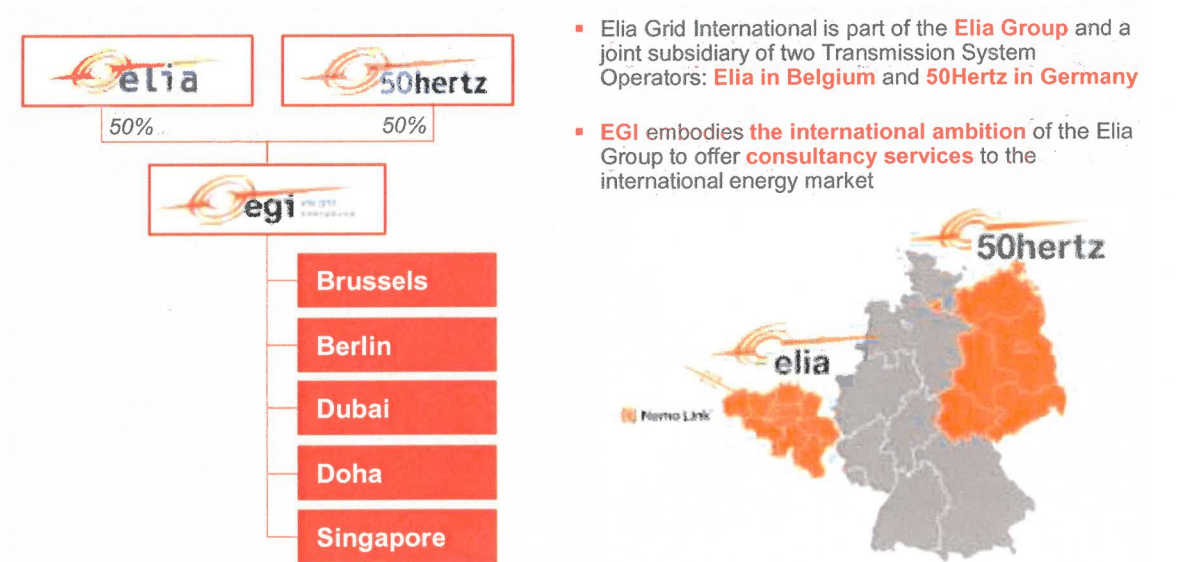 elia
50hertz
50%
50%
egi
Brussels
Berlin
Dubai
Doha
Singapore
▪ Elia Grid International is part of the Elia Group and a
joint subsidiary of two Transmission System
Operators: Elia in Belgium and 50Hertz in Germany
▪ EGI embodies the international ambition of the Elia
Group to offer consultancy services to the
international energy market
50hertz
elia
Nemo Link